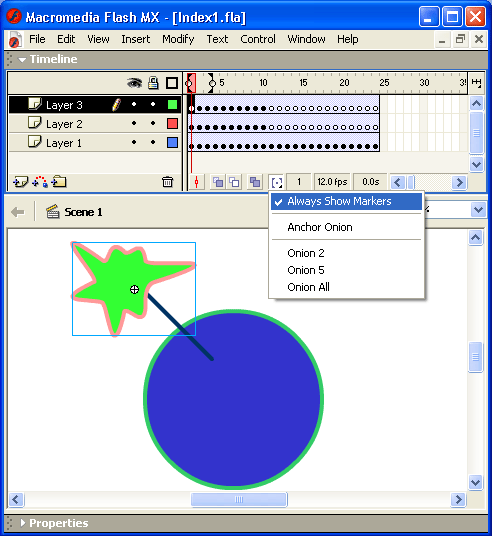 Macromedia Flash MX - [Index1.fla]
File Edit View Insert Modify Text Control Window Help
Timeline
5 10 15 20 25 30 35
Layer 3
Layer 2
Layer 1
1 12.0 fps 0.0s
Always Show Markers
Scene 1 %
Anchor Onion
Onion 2
Onion 5
Onion All
Properties